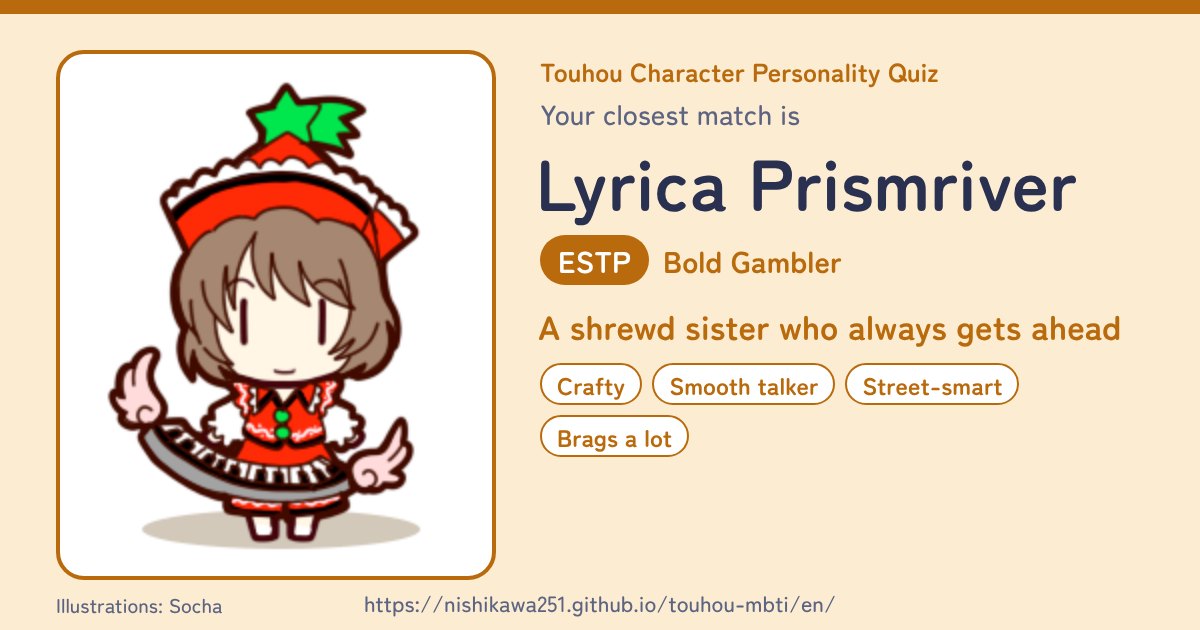 Touhou Character Personality Quiz
Your closest match is
Lyrica Prismriver
ESTP Bold Gambler
A shrewd sister who always gets ahead
Crafty Smooth talker Street-smart
Brags a lot
Illustrations: Socha https://nishikawa251.github.io/touhou-mbti/en/